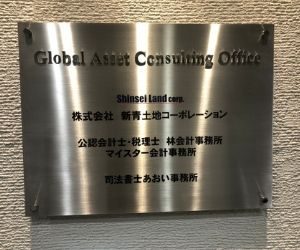 Global Asset Consulting Office
Shinsei Land corp.
株式会社 新青土地コーポレーション
公認会計士・税理士 林会計事務所
マイスター会計事務所
司法書士あおい事務所